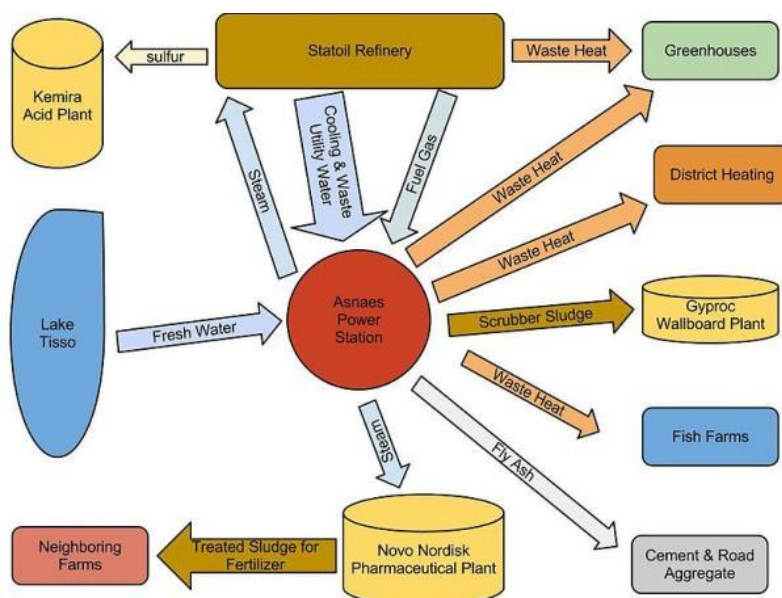 sulfur
Statoil Refinery
Waste Heat
Greenhouses
Kemira
Acid Plant
Steam
Cooling & Waste
Utility Water
Fuel Gas
Waste Heat
District Heating
Waste Heat
Lake
Tisso
Fresh Water
Asnaes
Power
Station
Scrubber Sludge
Gyproc
Wallboard Plant
Waste Heat
Fish Farms
Steam
Fly Ash
Neighboring
Farms
Treated Sludge for
Fertilizer
Novo Nordisk
Pharmaceutical Plant
Cement & Road
Aggregate